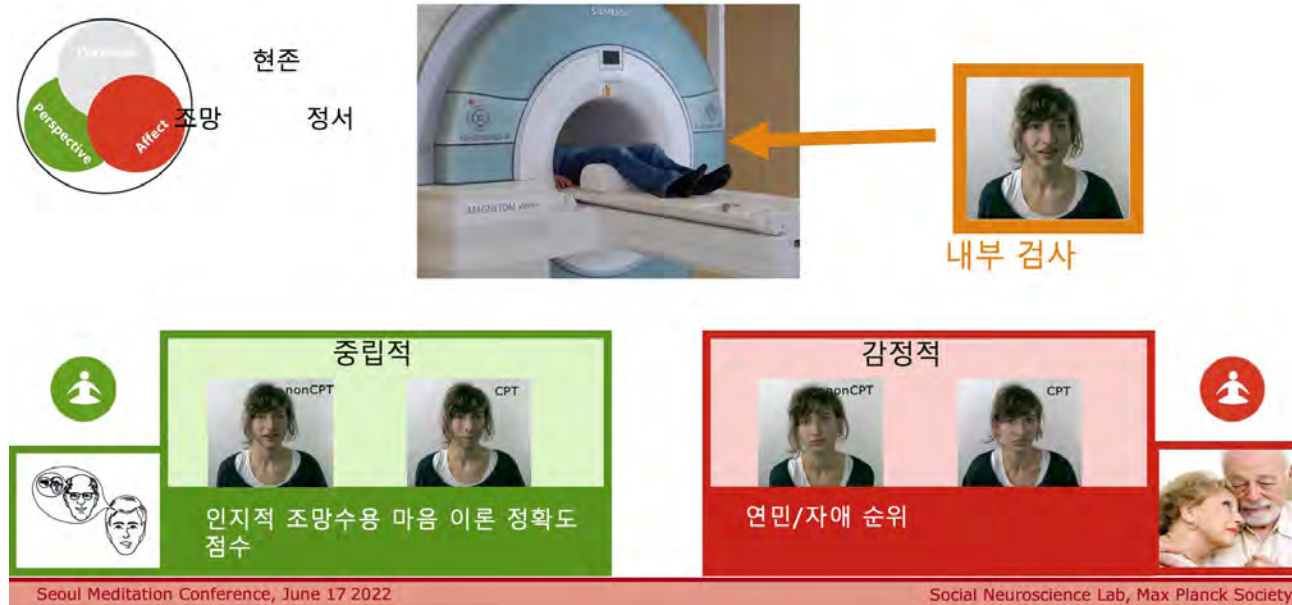 Presence
현존
Perspective
Affect
조망
정서
SIEMENS
MAGNETOM Verio
내부 검사
중립적
nonCPT
CPT
인지적 조망수용 마음 이론 정확도
점수
감정적
nonCPT
CPT
연민/자애 순위
Seoul Meditation Conference, June 17 2022
Social Neuroscience Lab, Max Planck Society